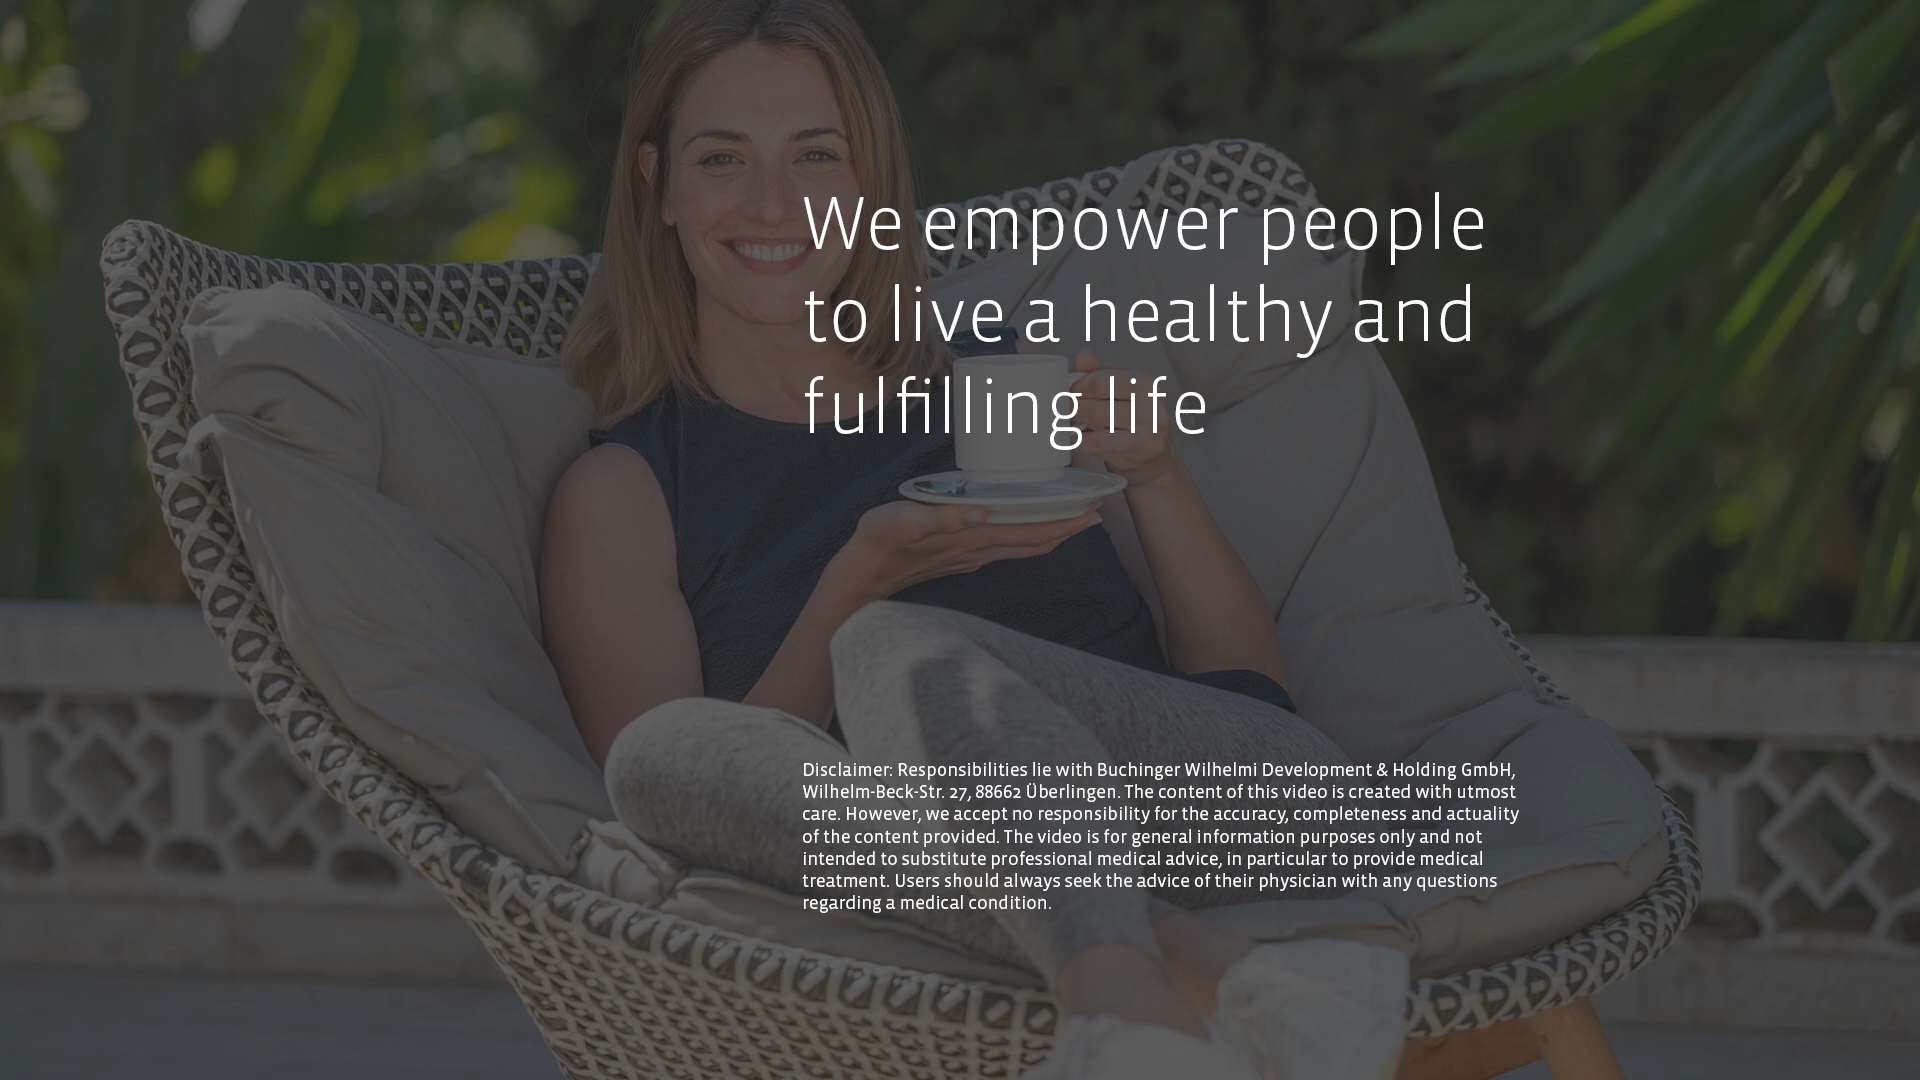 We empower people
to live a healthy and
fulfilling life
Disclaimer: Responsibilities lie with Buchinger Wilhelmi Development & Holding GmbH,
Wilhelm-Beck-Str. 27, 88662 Überlingen. The content of this video is created with utmost
care. However, we accept no responsibility for the accuracy, completeness and actuality
of the content provided. The video is for general information purposes only and not
intended to substitute professional medical advice, in particular to provide medical
treatment. Users should always seek the advice of their physician with any questions
regarding a medical condition.